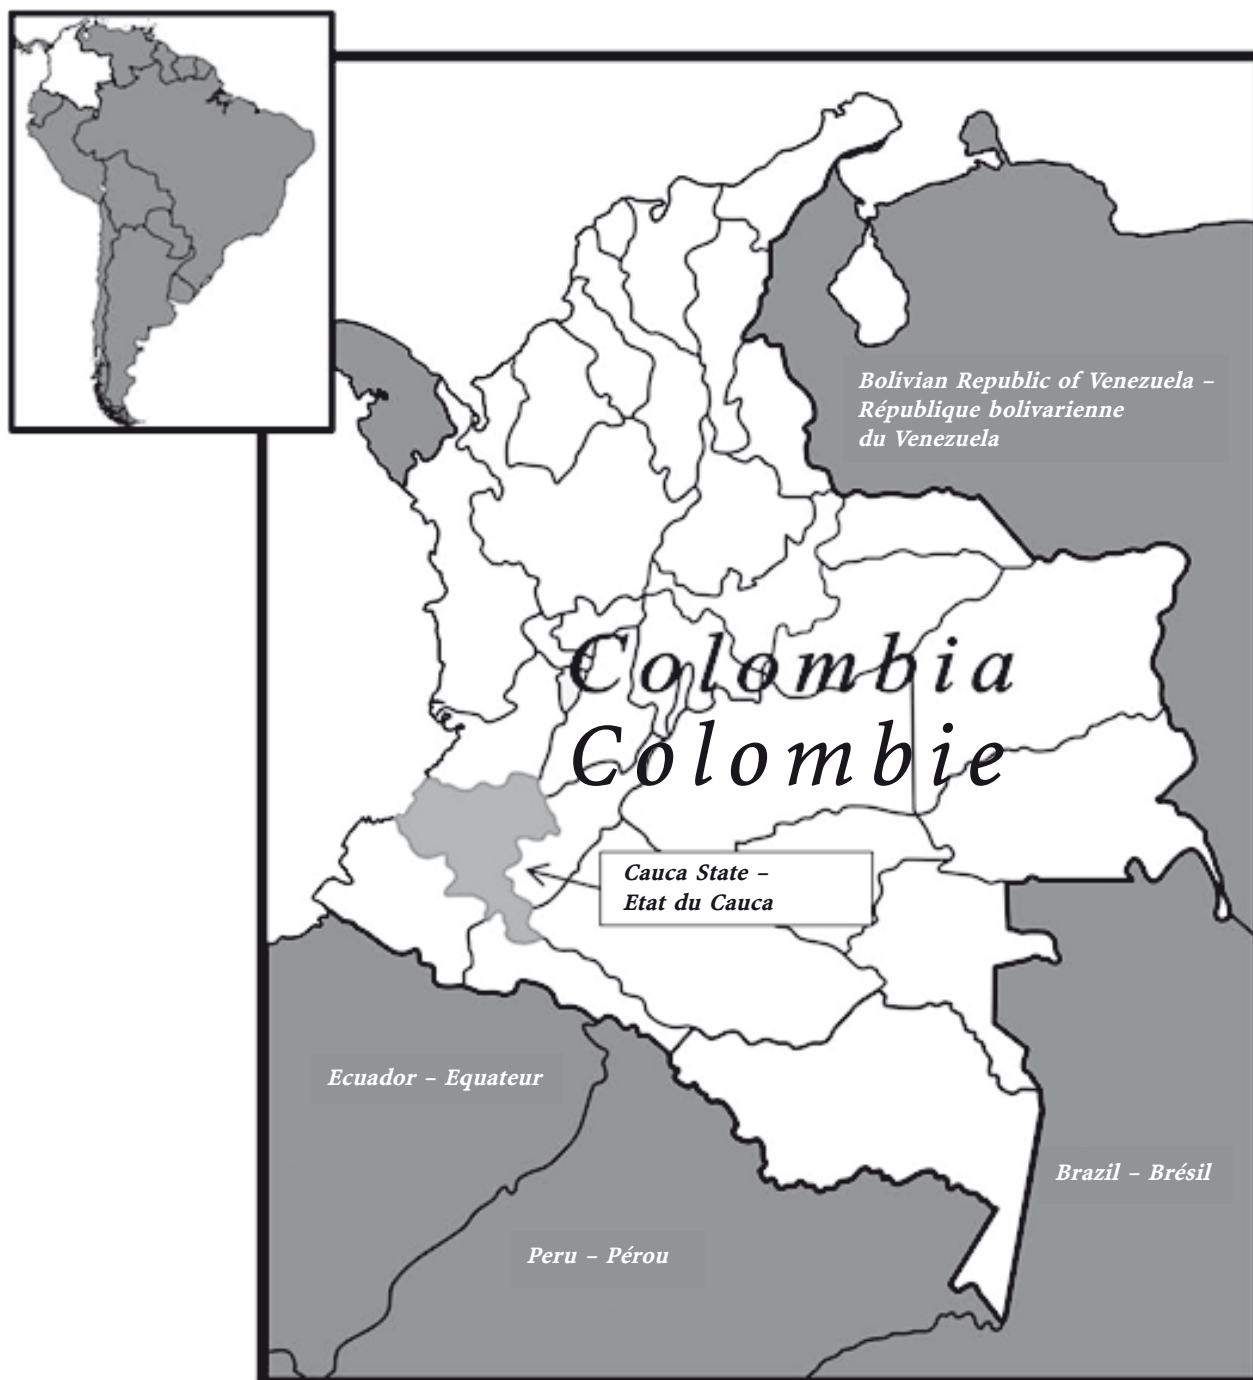 Bolivian Republic of Venezuela –
République bolivarienne
du Venezuela
Colombia
Colombie
Cauca State –
Etat du Cauca
Ecuador – Equateur
Brazil – Brésil
Peru – Pérou